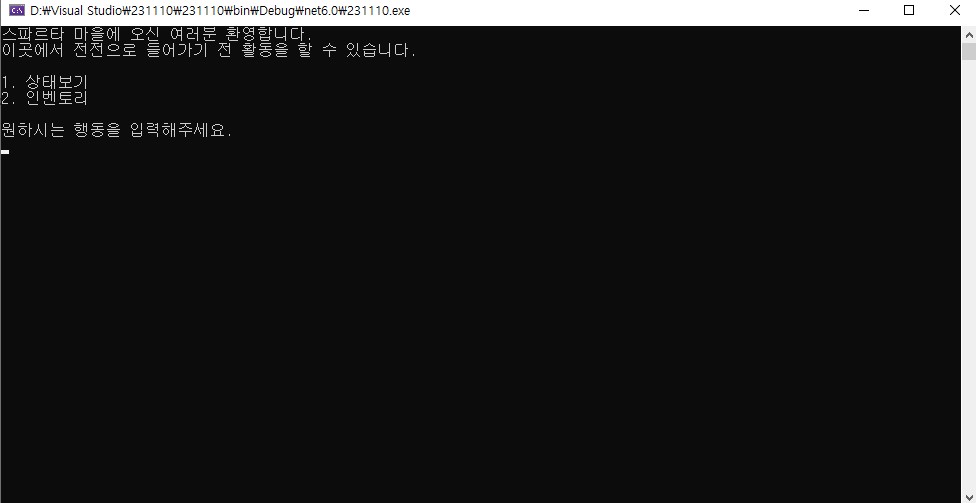 D:₩Visual Studio₩231110₩231110₩bin₩Debug₩net6.0₩231110.exe
스파르타 마을에 오신 여러분 환영합니다.
이곳에서 전전으로 들어가기 전 활동을 할 수 있습니다.
1. 상태보기
2. 인벤토리
원하시는 행동을 입력해주세요.